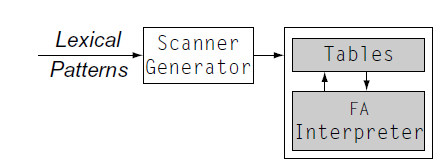 Lexical
Patterns
Scanner
Generator
Tables
FA
Interpreter